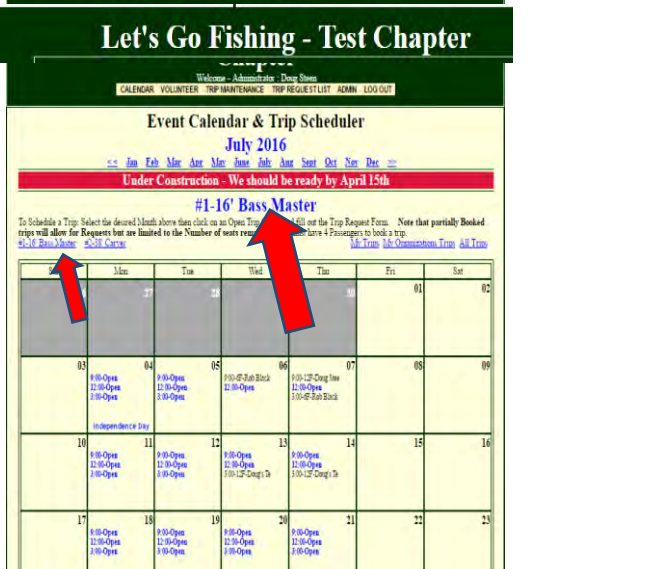 Let's Go Fishing - Test Chapter
Chapter
Welcome - Administrator : Doug Steen
CALENDAR VOLUNTEER TRIP MAINTENANCE TRIP REQUEST LIST ADMIN LOG OUT
Event Calendar & Trip Scheduler
July 2016
<< Jan Feb Mar Apr May June July Aug Sept Oct Nov Dec >>
Under Construction - We should be ready by April 15th
#1-16' Bass Master
To Schedule a Trip: Select the desired Month above then click on an Open Trip fill out the Trip Request Form. Note that partially Booked
trips will allow for Requests but are limited to the Number of seats have 4 Passengers to book a trip.
#1-16' Bass Master #2-38' Carver My Trips My Organizations Trips All Trips
Mon Tue Wed Thu Fri Sat
27 28 30 01 02
03 04 05 06 07 08 09
9:00-Open 9:00-Open 9:00-6F-Rob Block 9:00-12F-Doug
12:00-Open 12:00-Open 12:00-Open 12:00-Open
3:00-Open 3:00-Open 3:00-6F-Rob Block
Independence Day
10 11 12 13 14 15 16
9:00-Open 9:00-Open 9:00-Open 9:00-Open
12:00-Open 12:00-Open 12:00-Open 12:00-Open
3:00-Open 3:00-Open 3:00-12F-Doug's Te 3:00-12F-Doug's Te
17 18 19 20 21 22 23
9:00-Open 9:00-Open 9:00-Open 9:00-Open
12:00-Open 12:00-Open 12:00-Open 12:00-Open
3:00-Open 3:00-Open 3:00-Open 3:00-Open